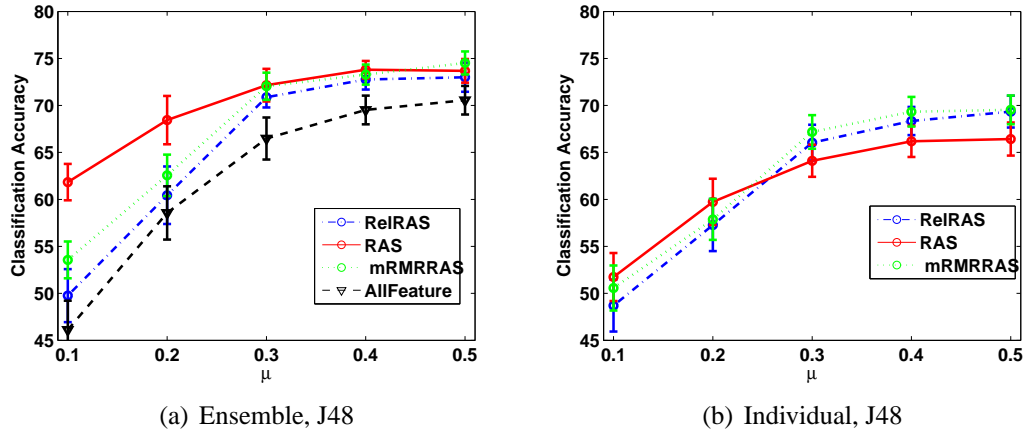 80
75
70
65
60
55
50
45
0.1 0.2 0.3 0.4 0.5
μ
Classification Accuracy
RelRAS
RAS
mRMRRAS
AllFeature
(a) Ensemble, J48
80
75
70
65
60
55
50
45
0.1 0.2 0.3 0.4 0.5
μ
Classification Accuracy
RelRAS
RAS
mRMRRAS
(b) Individual, J48